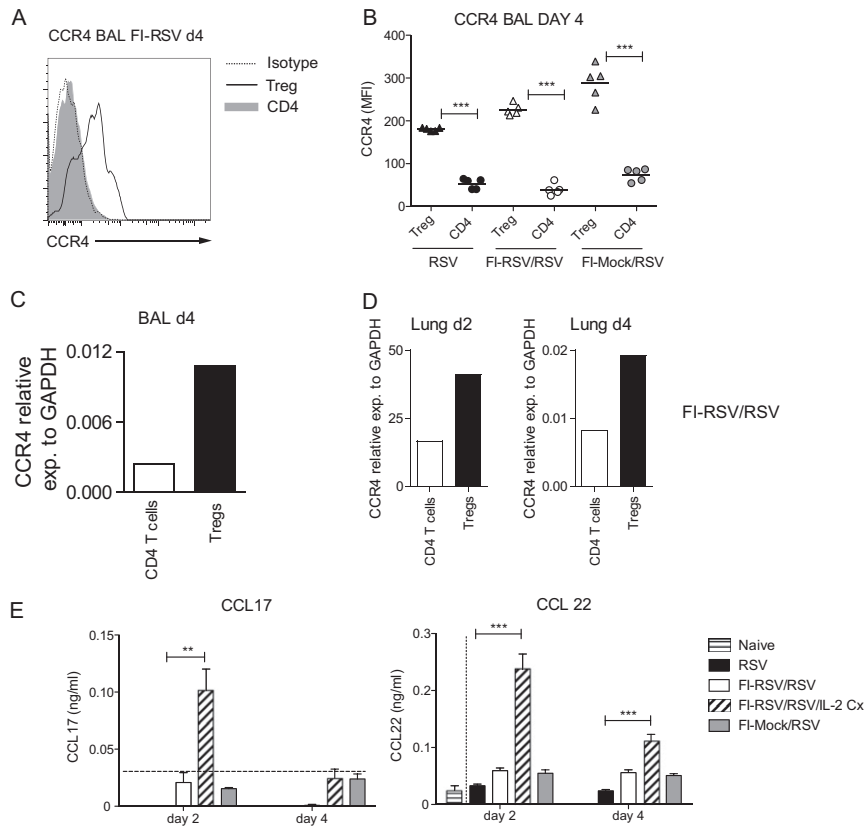 A
CCR4 BAL FI-RSV d4
Isotype
Treg
CD4
CCR4
B
CCR4 BAL DAY 4
CCR4 (MFI)
400
300
200
100
0
***
***
***
Treg
CD4
Treg
CD4
Treg
CD4
RSV
FI-RSV/RSV
FI-Mock/RSV
C
BAL d4
CCR4 relative
exp. to GAPDH
0.012
0.006
0.000
CD4 T cells
Tregs
D
Lung d2
CCR4 relative exp. to GAPDH
50
25
0
CD4 T cells
Tregs
Lung d4
CCR4 relative exp. to GAPDH
0.02
0.01
0.00
CD4 T cells
Tregs
FI-RSV/RSV
E
CCL17
CCL17 (ng/ml)
0.15
0.10
0.05
0
**
day 2
day 4
CCL 22
CCL22 (ng/ml)
0.3
0.2
0.1
0.0
***
***
day 2
day 4
Naive
RSV
FI-RSV/RSV
FI-RSV/RSV/IL-2 Cx
FI-Mock/RSV